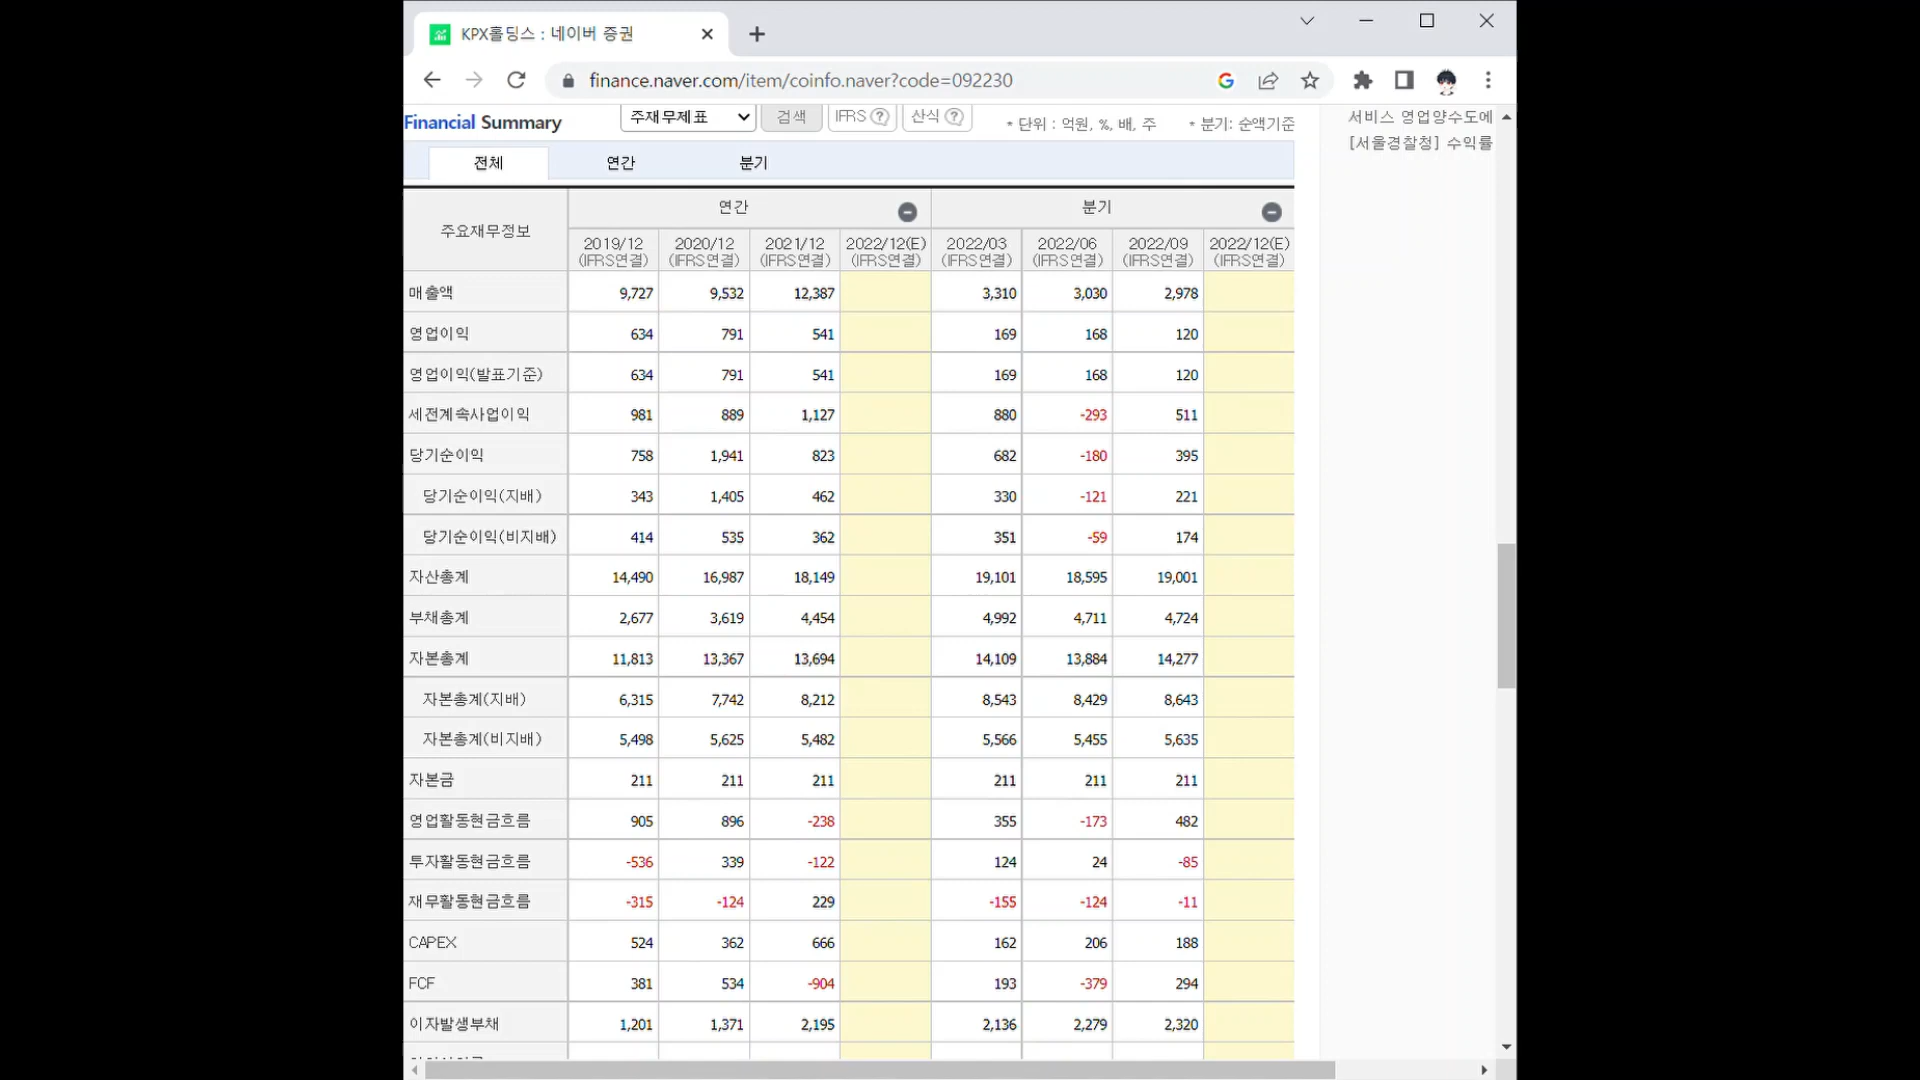 KPX홀딩스 : 네이버 증권
finance.naver.com/item/coinfo.naver?code=092230
Financial Summary 주재무제표 검색 IFRS ? 산식 ? * 단위 : 억원, %, 배, 주 * 분기: 순액기준
서비스 영업양수도에
[서울경찰청] 수익률
전체 연간 분기
주요재무정보 연간 분기
2019/12 2020/12 2021/12 2022/12(E) 2022/03 2022/06 2022/09 2022/12(E)
(IFRS연결) (IFRS연결) (IFRS연결) (IFRS연결) (IFRS연결) (IFRS연결) (IFRS연결) (IFRS연결)
매출액 9,727 9,532 12,387 3,310 3,030 2,978
영업이익 634 791 541 169 168 120
영업이익(발표기준) 634 791 541 169 168 120
세전계속사업이익 981 889 1,127 880 -293 511
당기순이익 758 1,941 823 682 -180 395
당기순이익(지배) 343 1,405 462 330 -121 221
당기순이익(비지배) 414 535 362 351 -59 174
자산총계 14,490 16,987 18,149 19,101 18,595 19,001
부채총계 2,677 3,619 4,454 4,992 4,711 4,724
자본총계 11,813 13,367 13,694 14,109 13,884 14,277
자본총계(지배) 6,315 7,742 8,212 8,543 8,429 8,643
자본총계(비지배) 5,498 5,625 5,482 5,566 5,455 5,635
자본금 211 211 211 211 211 211
영업활동현금흐름 905 896 -238 355 -173 482
투자활동현금흐름 -536 339 -122 124 24 -85
재무활동현금흐름 -315 -124 229 -155 -124 -11
CAPEX 524 362 666 162 206 188
FCF 381 534 -904 193 -379 294
이자발생부채 1,201 1,371 2,195 2,136 2,279 2,320